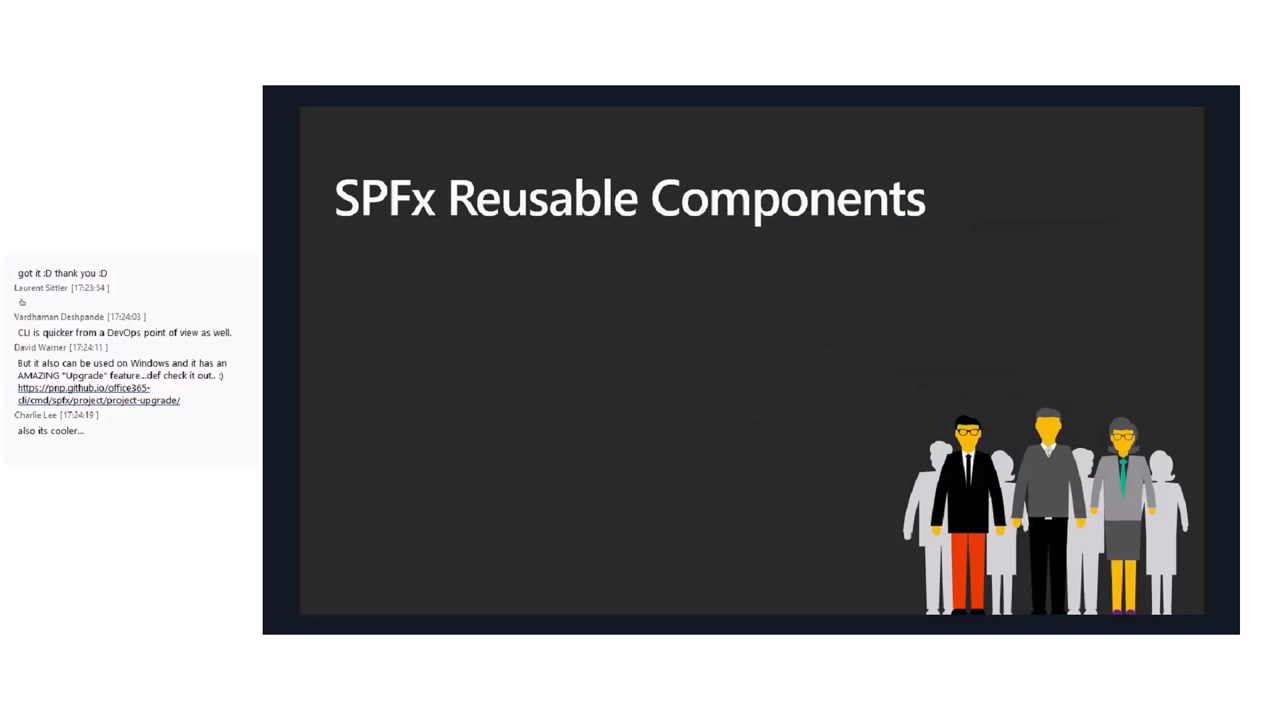 got it :D thank you :D
Laurent Sittler [17:23:54 ]
Vardhaman Deshpande [17:24:03 ]
CLI is quicker from a DevOps point of view as well.
David Warner [17:24:11 ]
But it also can be used on Windows and it has an
AMAZING "Upgrade" feature...def check it out.. :)
https://pnp.github.io/office365-
cli/cmd/spfx/project/project-upgrade/
Charlie Lee [17:24:19 ]
also its cooler...
SPFx Reusable Components